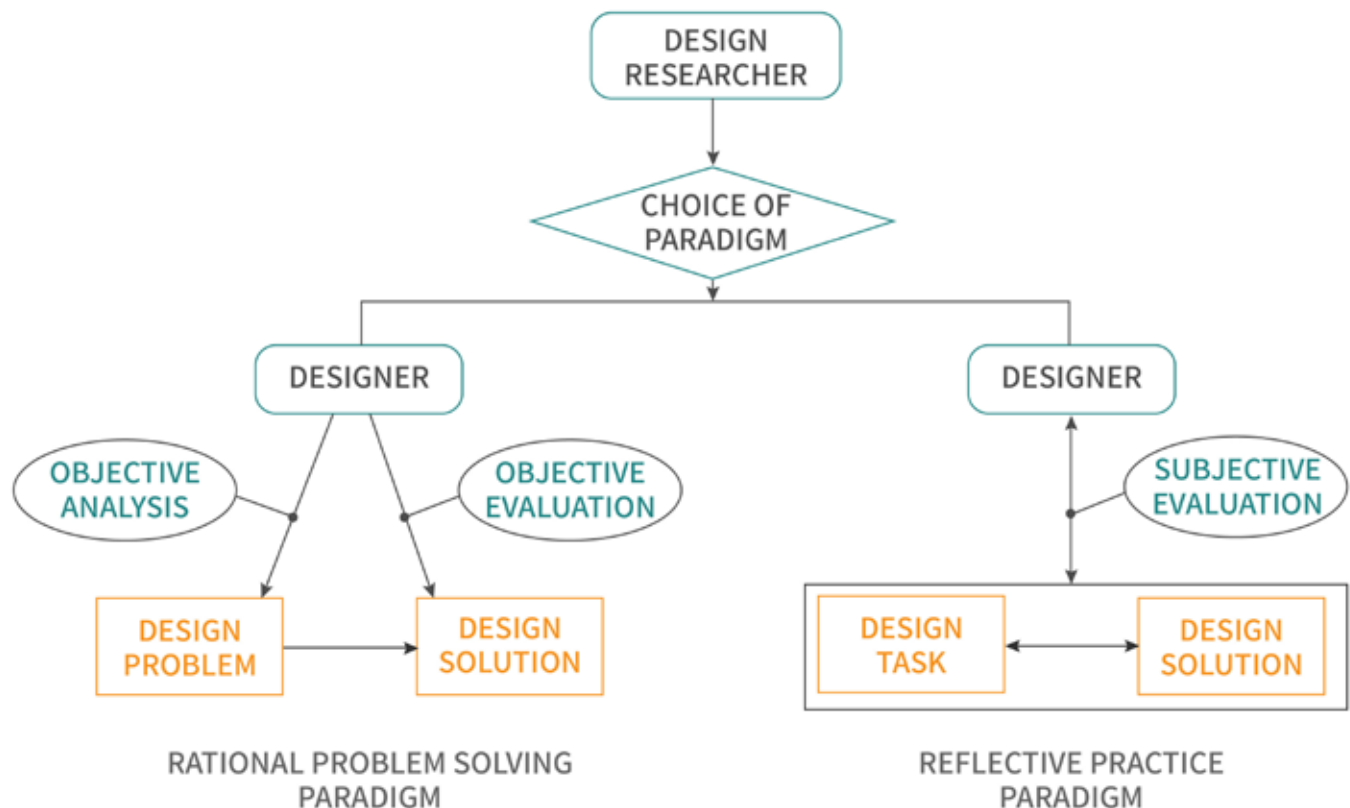 DESIGN
RESEARCHER
CHOICE OF
PARADIGM
DESIGNER
DESIGNER
OBJECTIVE
ANALYSIS
OBJECTIVE
EVALUATION
SUBJECTIVE
EVALUATION
DESIGN
PROBLEM
DESIGN
SOLUTION
DESIGN
TASK
DESIGN
SOLUTION
RATIONAL PROBLEM SOLVING
PARADIGM
REFLECTIVE PRACTICE
PARADIGM